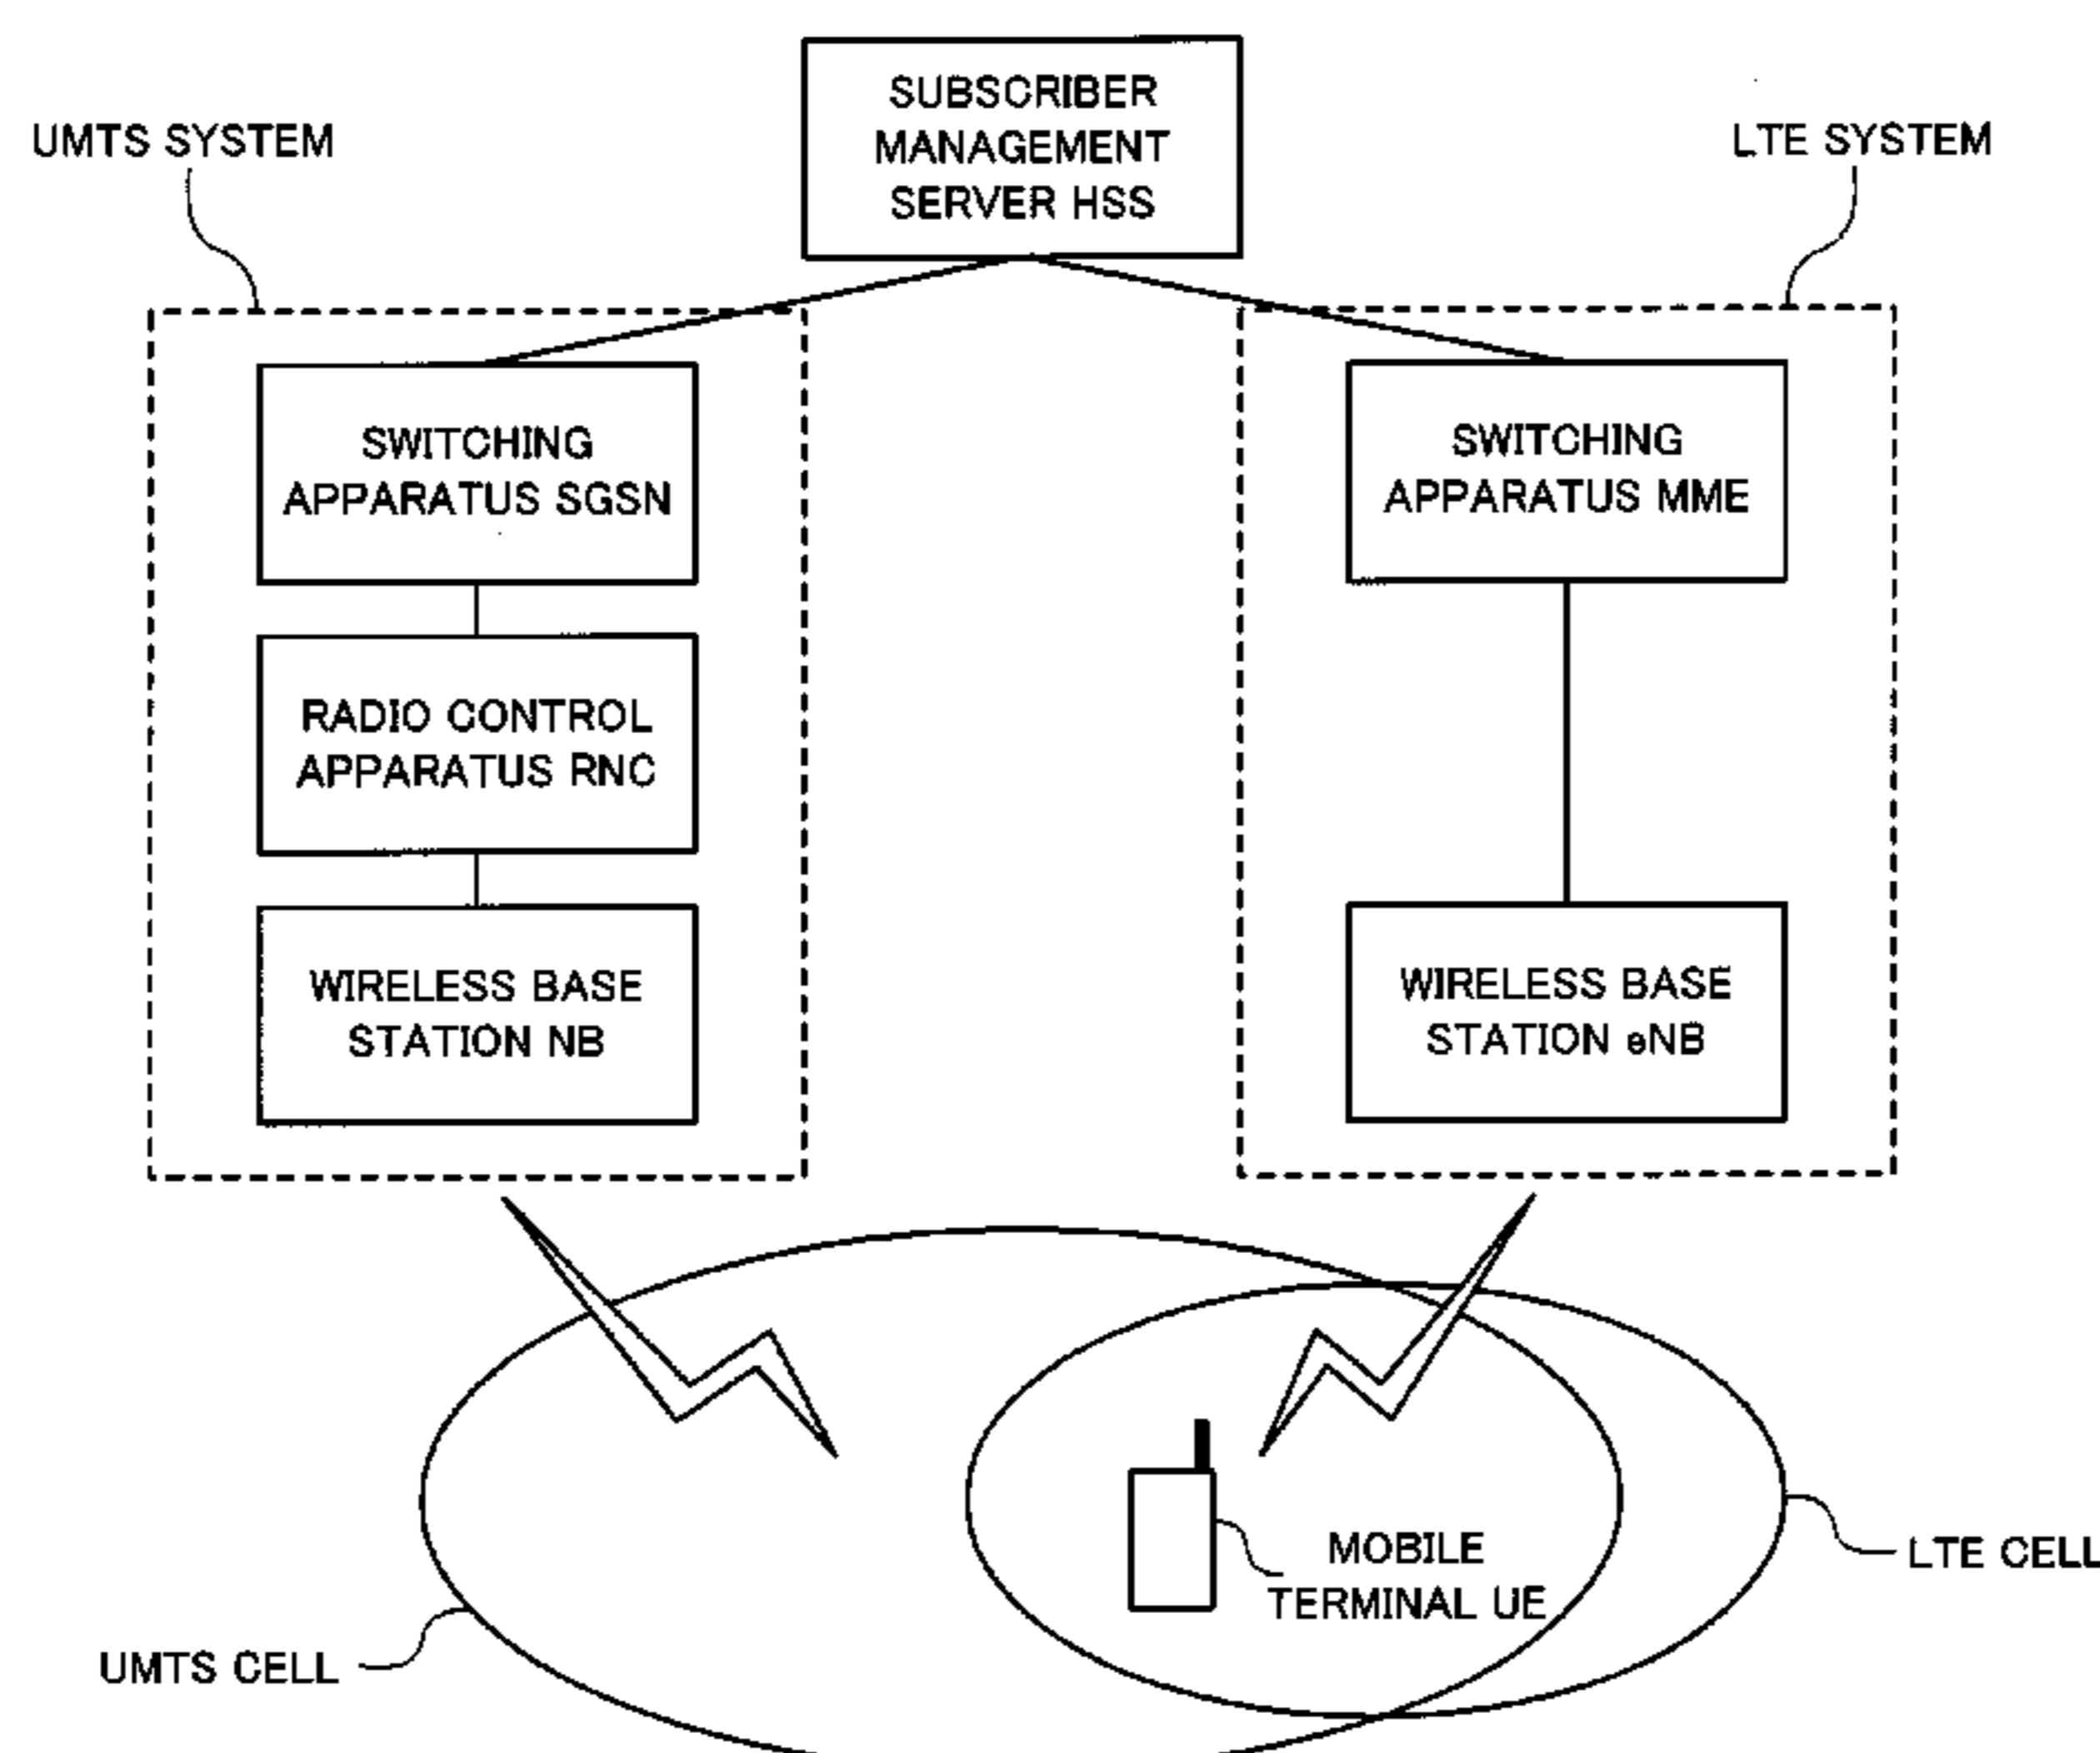 SUBSCRIBER
MANAGEMENT
SERVER HSS
UMTS SYSTEM
LTE SYSTEM
SWITCHING
APPARATUS SGSN
SWITCHING
APPARATUS MME
RADIO CONTROL
APPARATUS RNC
WIRELESS BASE
STATION NB
WIRELESS BASE
STATION eNB
MOBILE
TERMINAL UE
LTE CELL
UMTS CELL